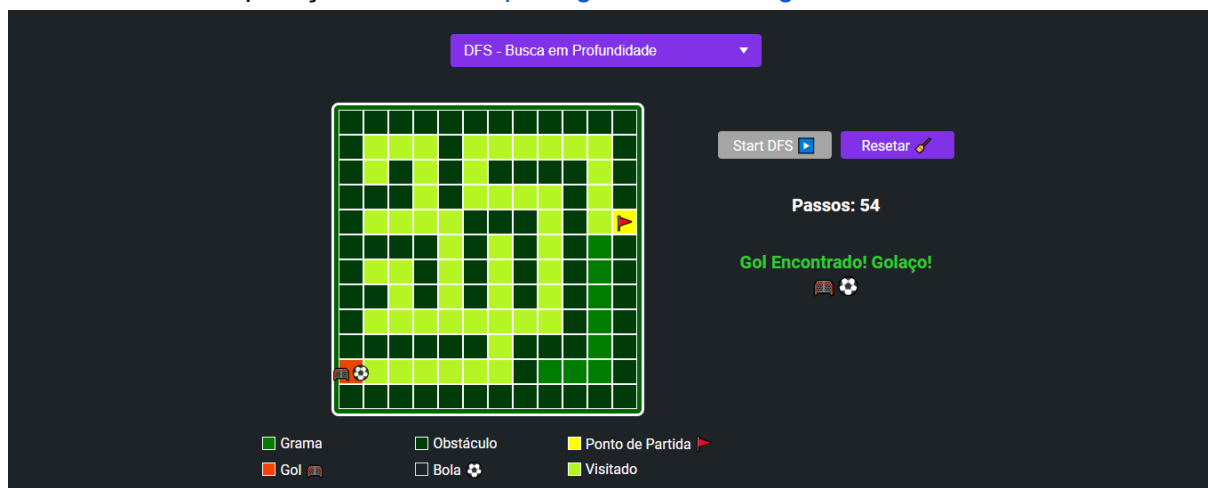 DFS - Busca em Profundidade
Start DFS
Resetar
Passos: 54
Gol Encontrado! Golaço!
Grama
Obstáculo
Ponto de Partida
Gol
Bola
Visitado